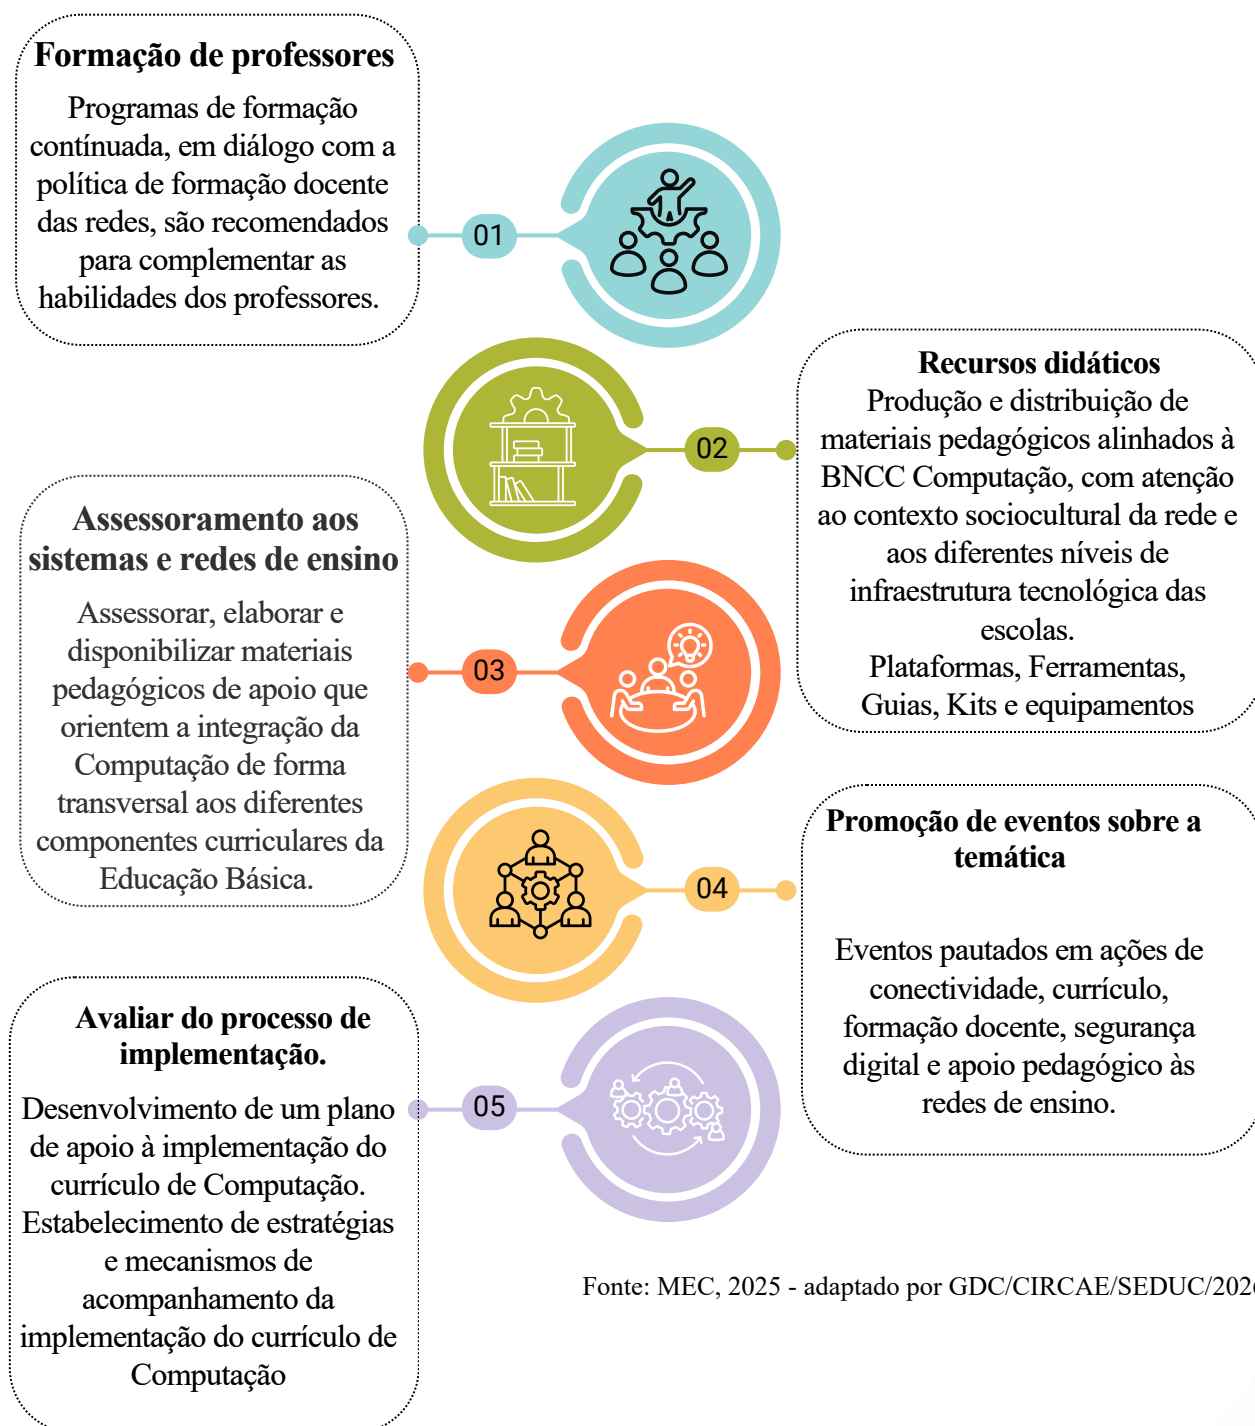 Formação de professores
Programas de formação
contínuada, em diálogo com a
política de formação docente
das redes, são recomendados
para complementar as
habilidades dos professores.
01
Recursos didáticos
Produção e distribuição de
materiais pedagógicos alinhados à
BNCC Computação, com atenção
ao contexto sociocultural da rede e
aos diferentes níveis de
infraestrutura tecnológica das
escolas.
Plataformas, Ferramentas,
Guias, Kits e equipamentos
02
Assessoramento aos
sistemas e redes de ensino
Assessorar, elaborar e
disponibilizar materiais
pedagógicos de apoio que
orientem a integração da
Computação de forma
transversal aos diferentes
componentes curriculares da
Educação Básica.
03
Promoção de eventos sobre a
temática
Eventos pautados em ações de
conectividade, currículo,
formação docente, segurança
digital e apoio pedagógico às
redes de ensino.
04
Avaliar do processo de
implementação.
Desenvolvimento de um plano
de apoio à implementação do
currículo de Computação.
Estabelecimento de estratégias
e mecanismos de
acompanhamento da
implementação do currículo de
Computação
05
Fonte: MEC, 2025 - adaptado por GDC/CIRCAE/SEDUC/2026